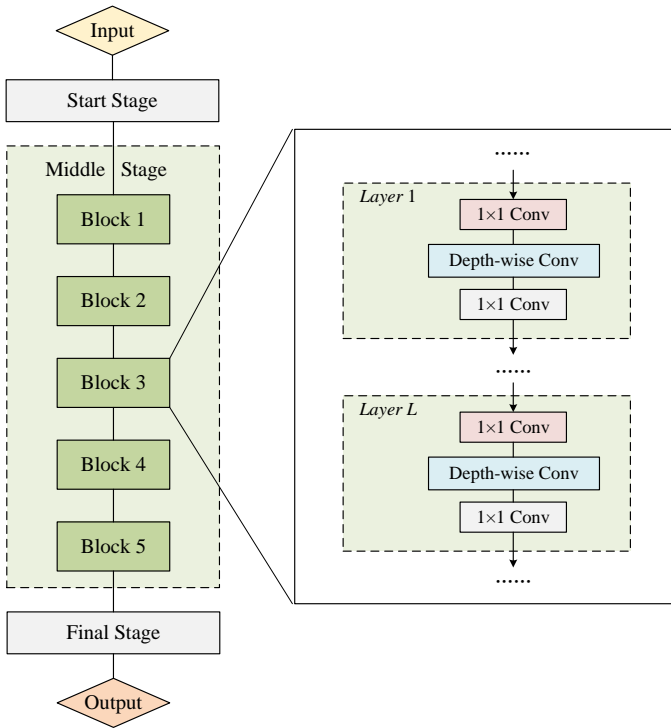 Input
Start Stage
Middle Stage
Block 1
Block 2
Block 3
Block 4
Block 5
Final Stage
Output
......
Layer 1
1×1 Conv
Depth-wise Conv
1×1 Conv
......
Layer L
1×1 Conv
Depth-wise Conv
1×1 Conv
......